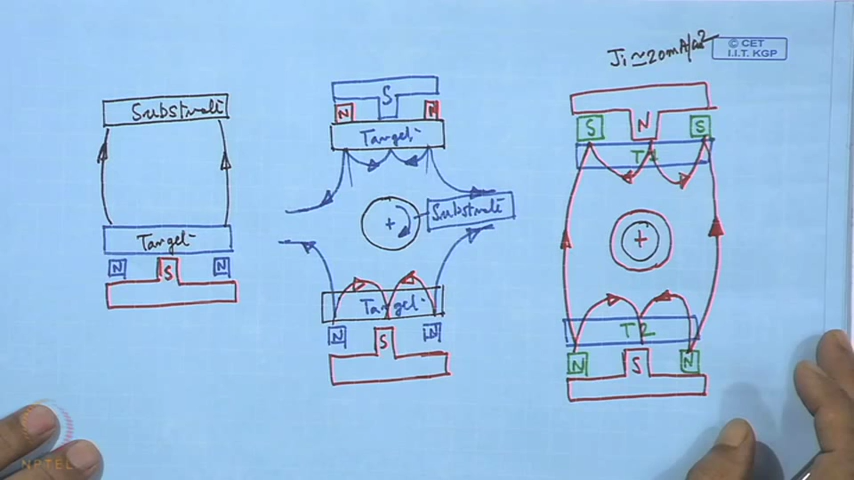 Substrate
Target
N
S
N
S
N
N
Target
Substrate
Target
N
S
N
Ji ≃ 20mA/cm²
© CET
I.I.T. KGP
S
N
S
T1
T2
N
S
N
NPTEL